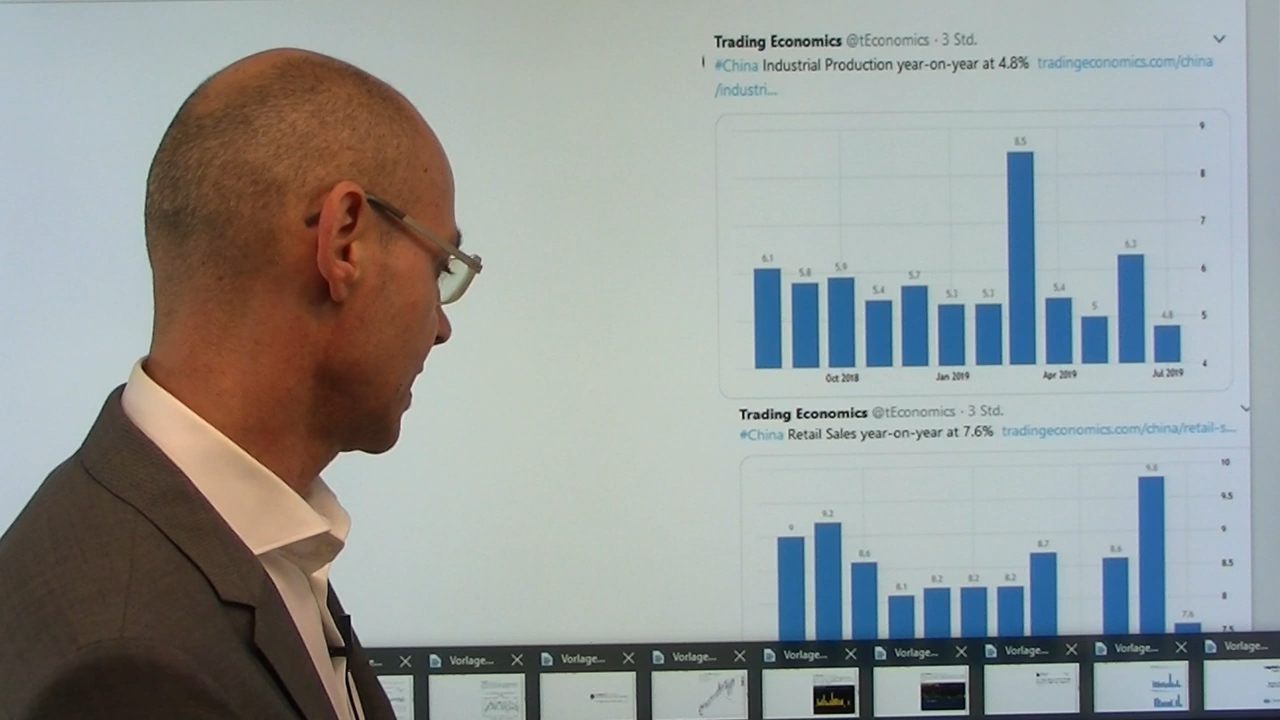 Trading Economics @tEconomics · 3 Std.
#China Industrial Production year-on-year at 4.8% tradingeconomics.com/china
/industri...
9
8.5
8
7
6.3
6.1
6
5.9
5.8
5.7
5.4
5.3
5.3
5.4
5
4.8
5
4
Oct 2018
Jan 2019
Apr 2019
Jul 2019
Trading Economics @tEconomics · 3 Std.
#China Retail Sales year-on-year at 7.6% tradingeconomics.com/china/retail-s...
10
9.8
9.5
9
9.2
9
8.6
8.7
8.6
8.5
8.1
8.2
8.2
8.2
8
7.6
7.5
Vorlage...
Vorlage...
Vorlage...
Vorlage...
Vorlage...
Vorlage...
Vorlage...
Vorlage...